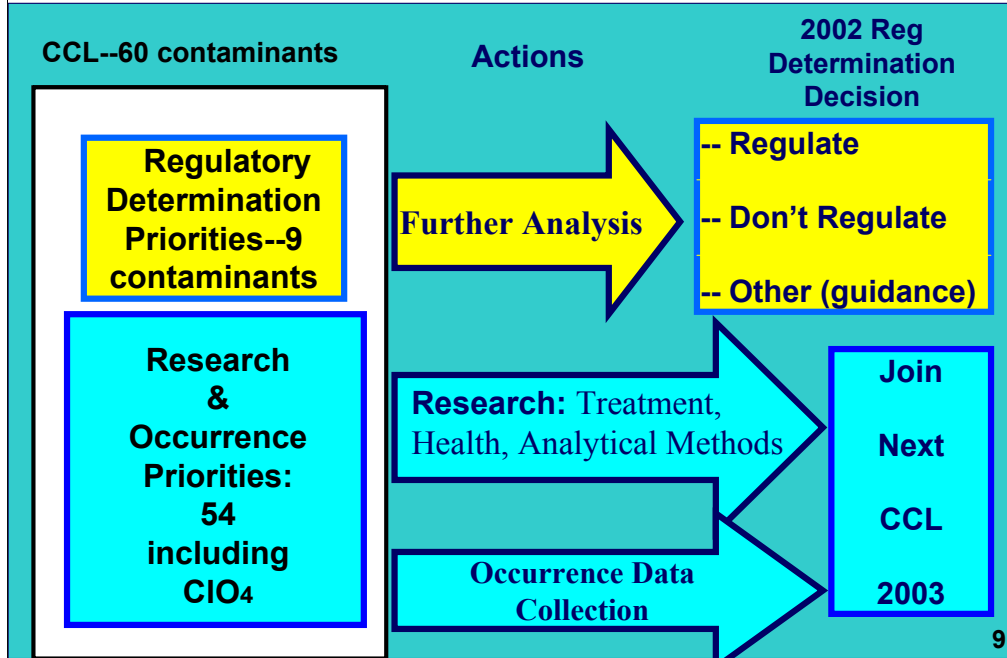 CCL--60 contaminants
Actions
2002 Reg
Determination
Decision
Regulatory
Determination
Priorities--9
contaminants
Further Analysis
-- Regulate
-- Don't Regulate
-- Other (guidance)
Research
&
Occurrence
Priorities:
54
including
ClO4
Research: Treatment,
Health, Analytical Methods
Occurrence Data
Collection
Join
Next
CCL
2003
9